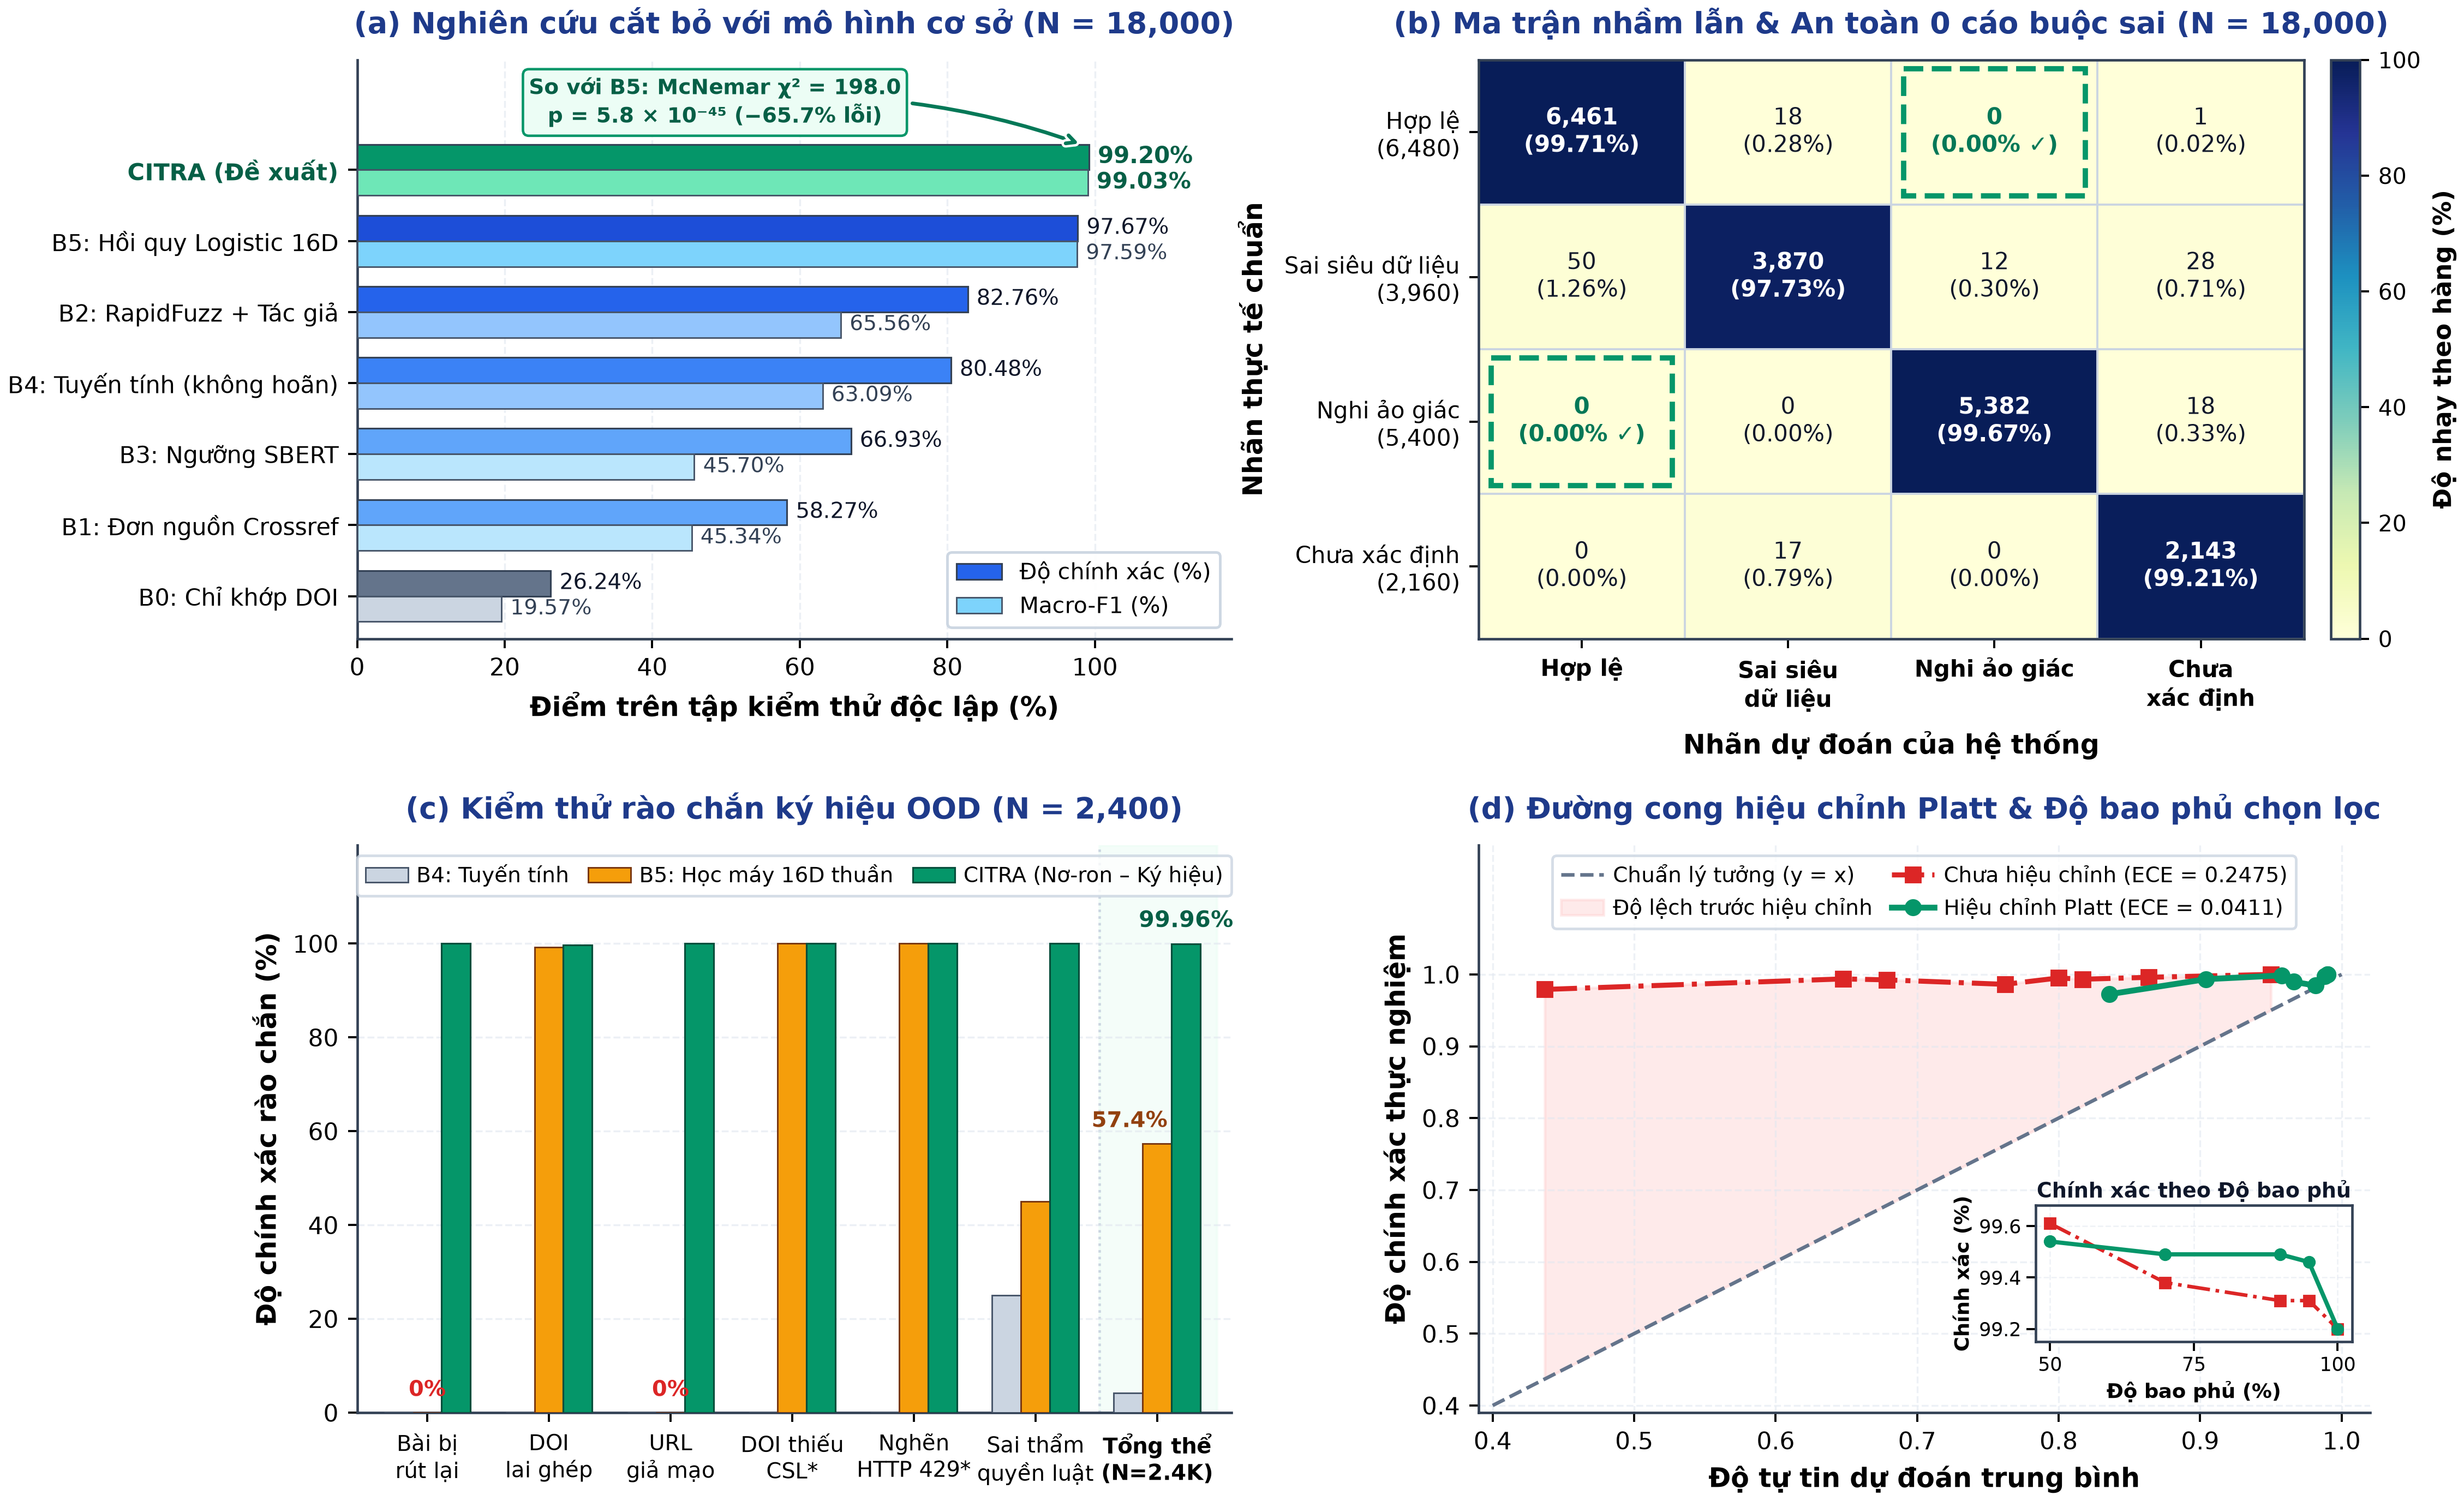 (a) Nghiên cứu cắt bỏ với mô hình cơ sở (N = 18,000)
So với B5: McNemar χ² = 198.0
p = 5.8 × 10⁻⁴⁵ (−65.7% lỗi)
CITRA (Đề xuất)
99.20%
99.03%
B5: Hồi quy Logistic 16D
97.67%
97.59%
B2: RapidFuzz + Tác giả
82.76%
65.56%
B4: Tuyến tính (không hoãn)
80.48%
63.09%
B3: Ngưỡng SBERT
66.93%
45.70%
B1: Đơn nguồn Crossref
58.27%
45.34%
B0: Chỉ khớp DOI
26.24%
19.57%
Độ chính xác (%)
Macro-F1 (%)
0 20 40 60 80 100
Điểm trên tập kiểm thử độc lập (%)
(b) Ma trận nhầm lẫn & An toàn 0 cáo buộc sai (N = 18,000)
Nhãn thực tế chuẩn
Hợp lệ
(6,480)
6,461
(99.71%)
18
(0.28%)
0
(0.00% ✓)
1
(0.02%)
Sai siêu dữ liệu
(3,960)
50
(1.26%)
3,870
(97.73%)
12
(0.30%)
28
(0.71%)
Nghi ảo giác
(5,400)
0
(0.00% ✓)
0
(0.00%)
5,382
(99.67%)
18
(0.33%)
Chưa xác định
(2,160)
0
(0.00%)
17
(0.79%)
0
(0.00%)
2,143
(99.21%)
Hợp lệ
Sai siêu
dữ liệu
Nghi ảo giác
Chưa
xác định
Nhãn dự đoán của hệ thống
100
80
60
40
20
0
Độ nhạy theo hàng (%)
(c) Kiểm thử rào chắn ký hiệu OOD (N = 2,400)
B4: Tuyến tính
B5: Học máy 16D thuần
CITRA (Nơ-ron – Ký hiệu)
Độ chính xác rào chắn (%)
100
80
60
40
20
0
0%
0%
57.4%
99.96%
Bài bị
rút lại
DOI
lai ghép
URL
giả mạo
DOI thiếu
CSL*
Nghẽn
HTTP 429*
Sai thẩm
quyền luật
Tổng thể
(N=2.4K)
(d) Đường cong hiệu chỉnh Platt & Độ bao phủ chọn lọc
Chuẩn lý tưởng (y = x)
Độ lệch trước hiệu chỉnh
Chưa hiệu chỉnh (ECE = 0.2475)
Hiệu chỉnh Platt (ECE = 0.0411)
Độ chính xác thực nghiệm
1.0
0.9
0.8
0.7
0.6
0.5
0.4
0.4 0.5 0.6 0.7 0.8 0.9 1.0
Độ tự tin dự đoán trung bình
Chính xác theo Độ bao phủ
Chính xác (%)
99.6
99.4
99.2
50 75 100
Độ bao phủ (%)